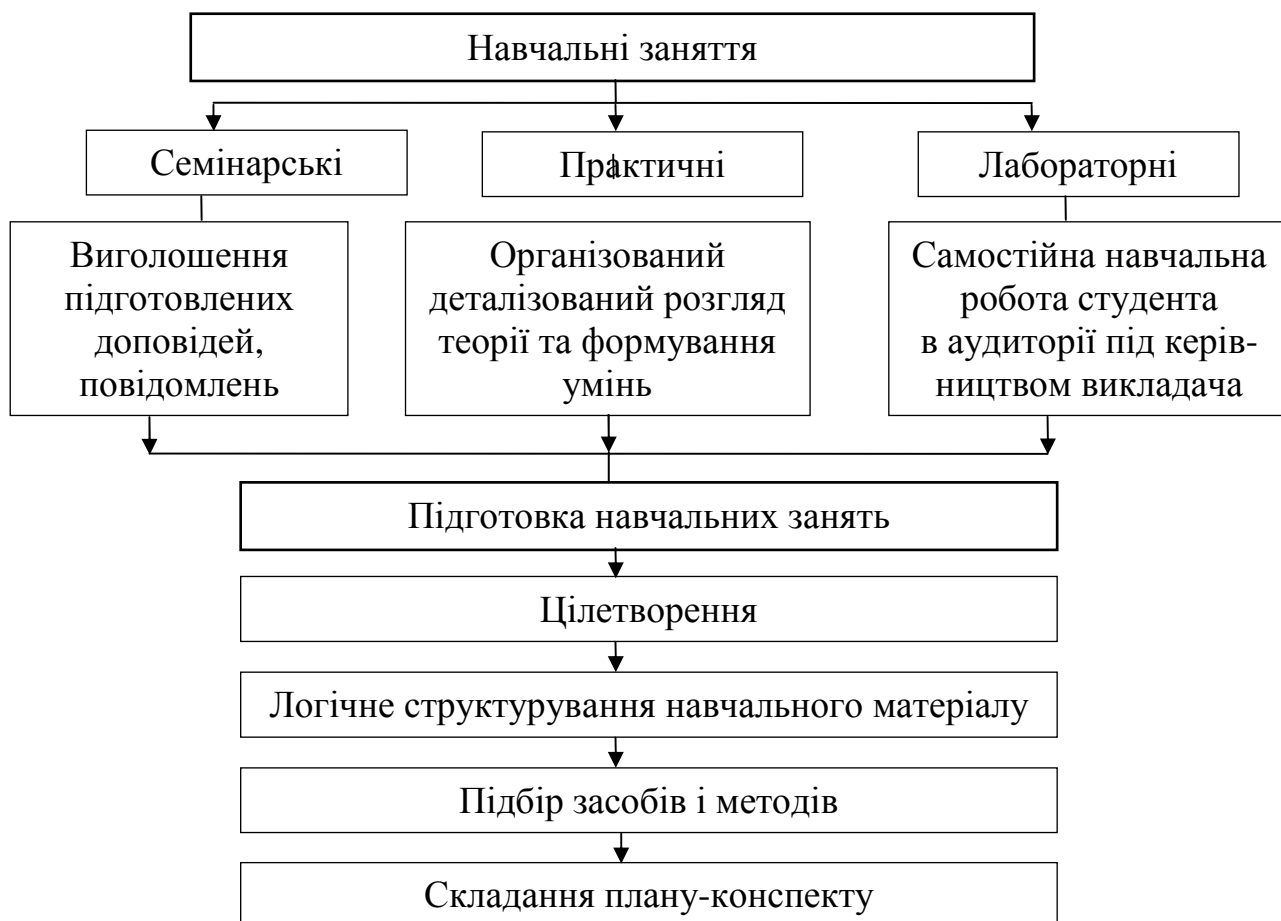 Навчальні заняття
Семінарські
Практичні
Лабораторні
Виголошення
підготовлених
доповідей,
повідомлень
Організований
деталізований розгляд
теорії та формування
умінь
Самостійна навчальна
робота студента
в аудиторії під керів-
ництвом викладача
Підготовка навчальних занять
Цілетворення
Логічне структурування навчального матеріалу
Підбір засобів і методів
Складання плану-конспекту